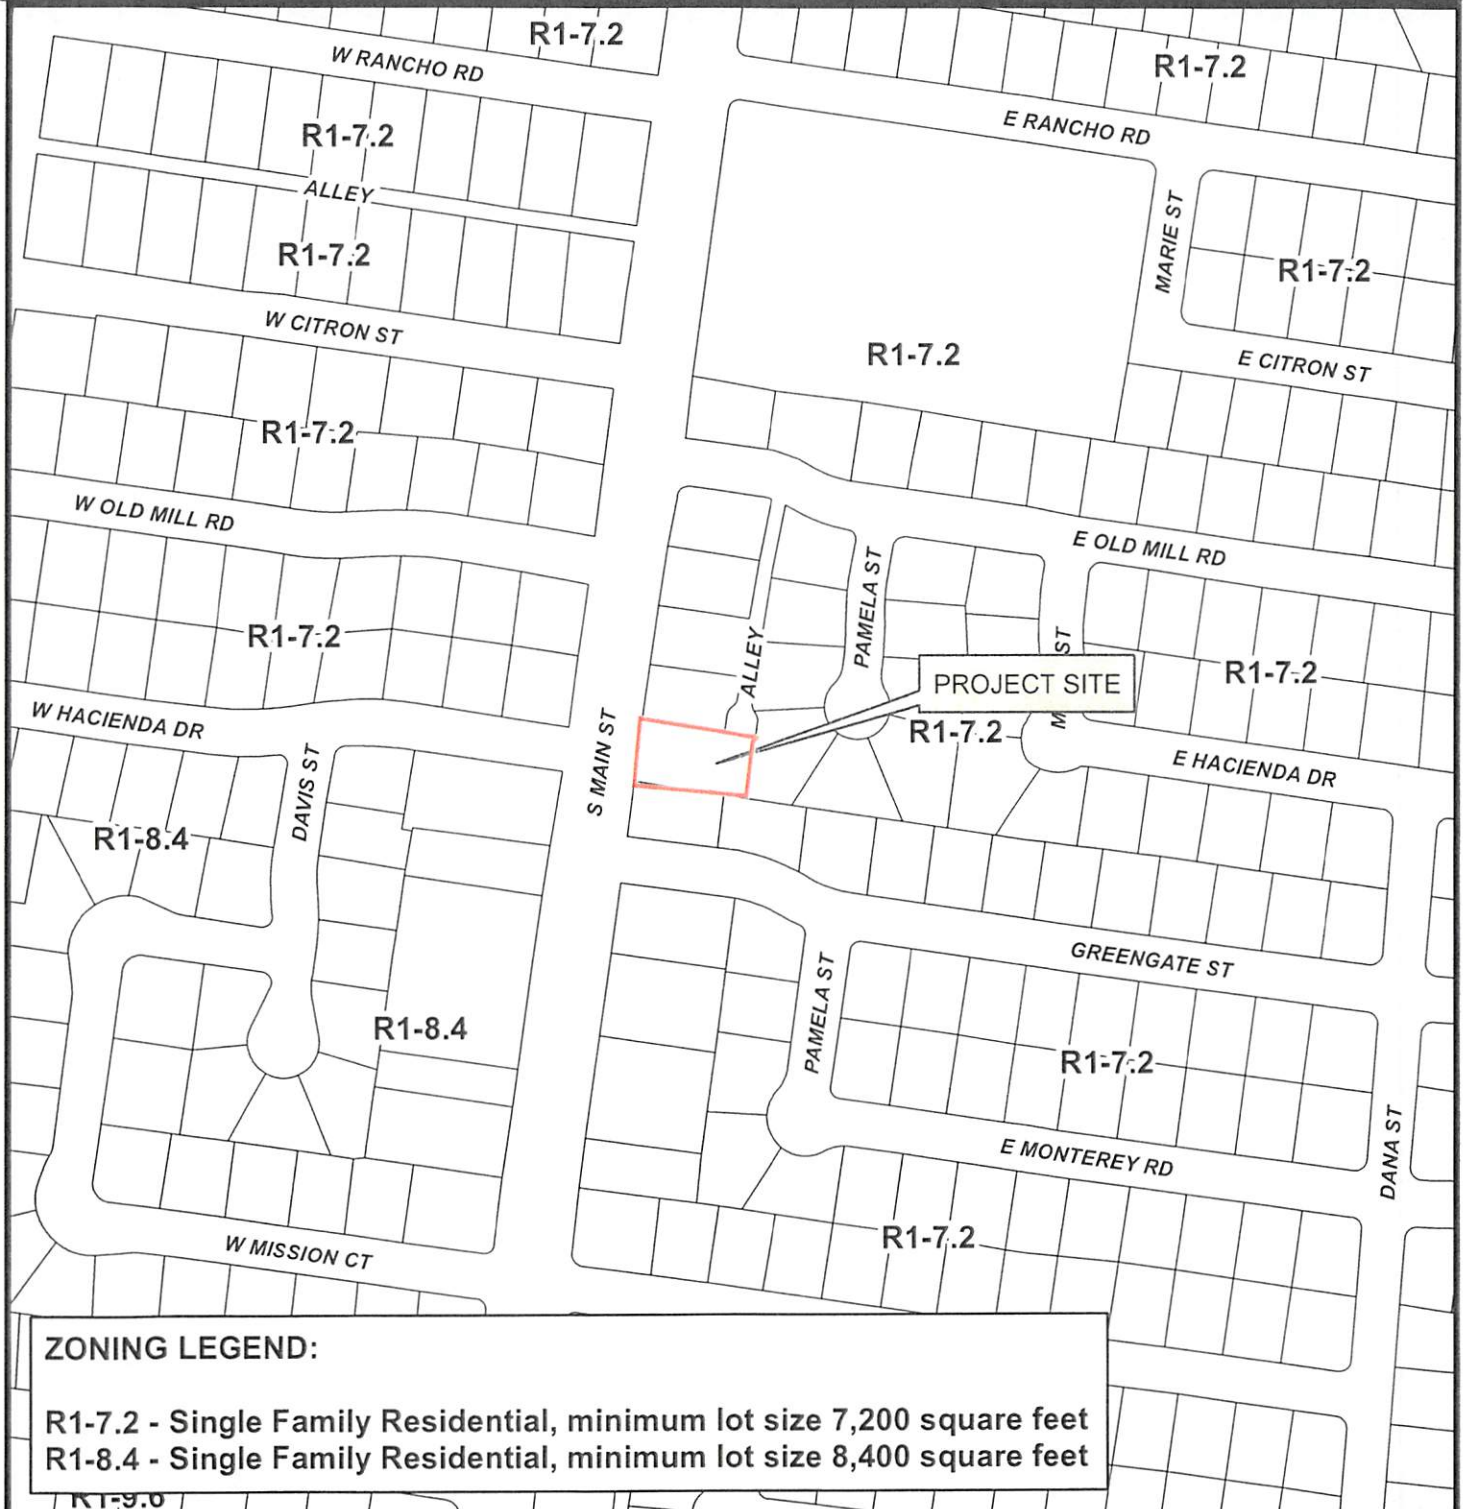 R1-7.2
R1-7.2
W RANCHO RD
E RANCHO RD
R1-7.2
ALLEY
MARIE ST
R1-7.2
R1-7.2
W CITRON ST
R1-7.2
E CITRON ST
R1-7.2
W OLD MILL RD
E OLD MILL RD
PAMELA ST
R1-7.2
ALLEY
ST
R1-7.2
PROJECT SITE
M
W HACIENDA DR
R1-7.2
S MAIN ST
E HACIENDA DR
DAVIS ST
R1-8.4
GREENGATE ST
PAMELA ST
R1-8.4
R1-7.2
E MONTEREY RD
DANA ST
R1-7.2
W MISSION CT
ZONING LEGEND:
R1-7.2 - Single Family Residential, minimum lot size 7,200 square feet
R1-8.4 - Single Family Residential, minimum lot size 8,400 square feet
R1-9.6